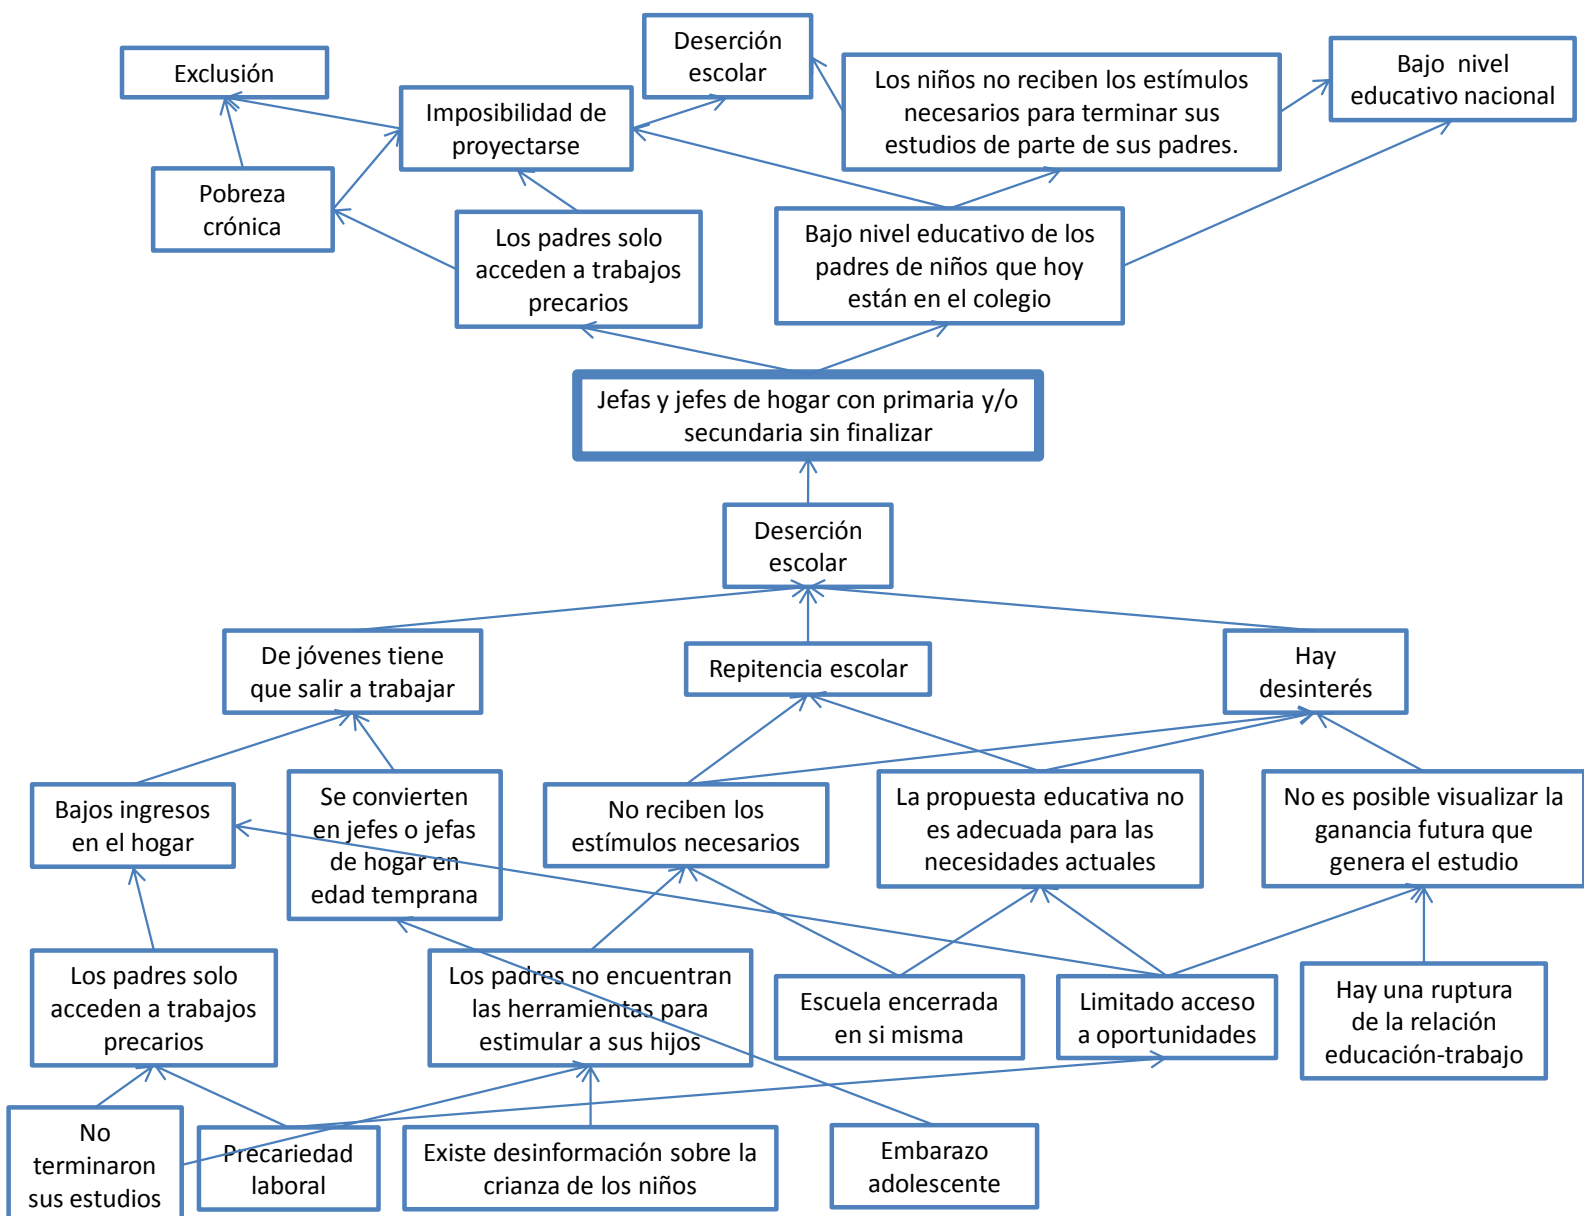 Exclusión
Deserción
escolar
Los niños no reciben los estímulos
necesarios para terminar sus
estudios de parte de sus padres.
Bajo nivel
educativo nacional
Imposibilidad de
proyectarse
Pobreza
crónica
Los padres solo
acceden a trabajos
precarios
Bajo nivel educativo de los
padres de niños que hoy
están en el colegio
Jefas y jefes de hogar con primaria y/o
secundaria sin finalizar
Deserción
escolar
De jóvenes tiene
que salir a trabajar
Repitencia escolar
Hay
desinterés
Bajos ingresos
en el hogar
Se convierten
en jefes o jefas
de hogar en
edad temprana
No reciben los
estímulos necesarios
La propuesta educativa no
es adecuada para las
necesidades actuales
No es posible visualizar la
ganancia futura que
genera el estudio
Los padres solo
acceden a trabajos
precarios
Los padres no encuentran
las herramientas para
estimular a sus hijos
Escuela encerrada
en si misma
Limitado acceso
a oportunidades
Hay una ruptura
de la relación
educación-trabajo
No
terminaron
sus estudios
Precariedad
laboral
Existe desinformación sobre la
crianza de los niños
Embarazo
adolescente